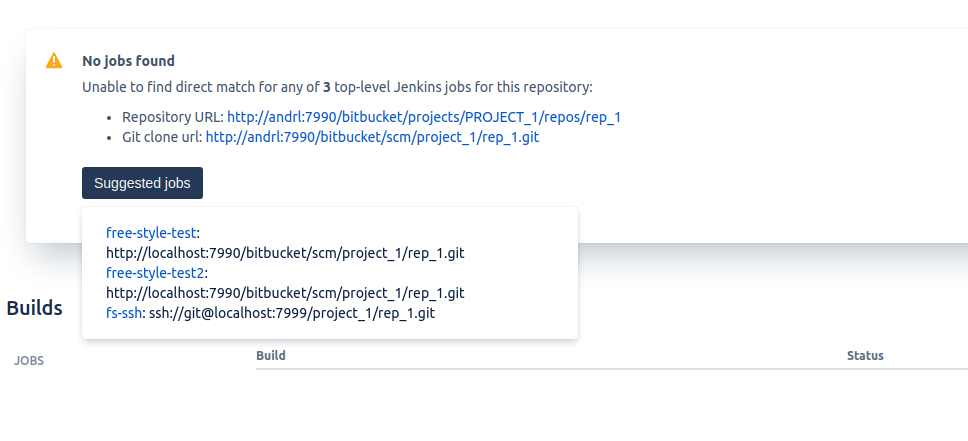 No jobs found
Unable to find direct match for any of 3 top-level Jenkins jobs for this repository:
• Repository URL: http://andrl:7990/bitbucket/projects/PROJECT_1/repos/rep_1
• Git clone url: http://andrl:7990/bitbucket/scm/project_1/rep_1.git
Suggested jobs
free-style-test:
http://localhost:7990/bitbucket/scm/project_1/rep_1.git
free-style-test2:
http://localhost:7990/bitbucket/scm/project_1/rep_1.git
fs-ssh: ssh://git@localhost:7999/project_1/rep_1.git
Builds
JOBS
Build
Status